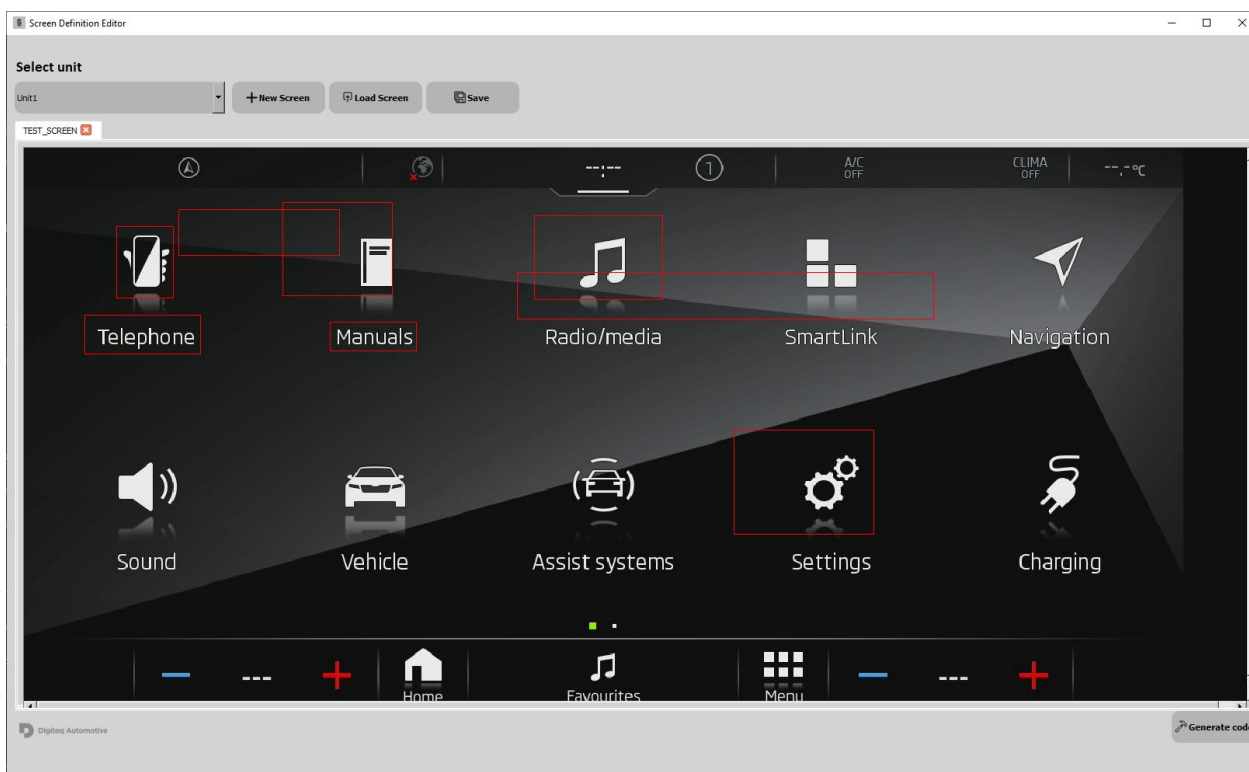 Screen Definition Editor
Select unit
Unit1
New Screen
Load Screen
Save
TEST_SCREEN
--:--
1
A/C
OFF
CLIMA
OFF
--.-°C
Telephone
Manuals
Radio/media
SmartLink
Navigation
Sound
Vehicle
Assist systems
Settings
Charging
---
---
Home
Favourites
Menu
Digiteq Automotive
Generate code